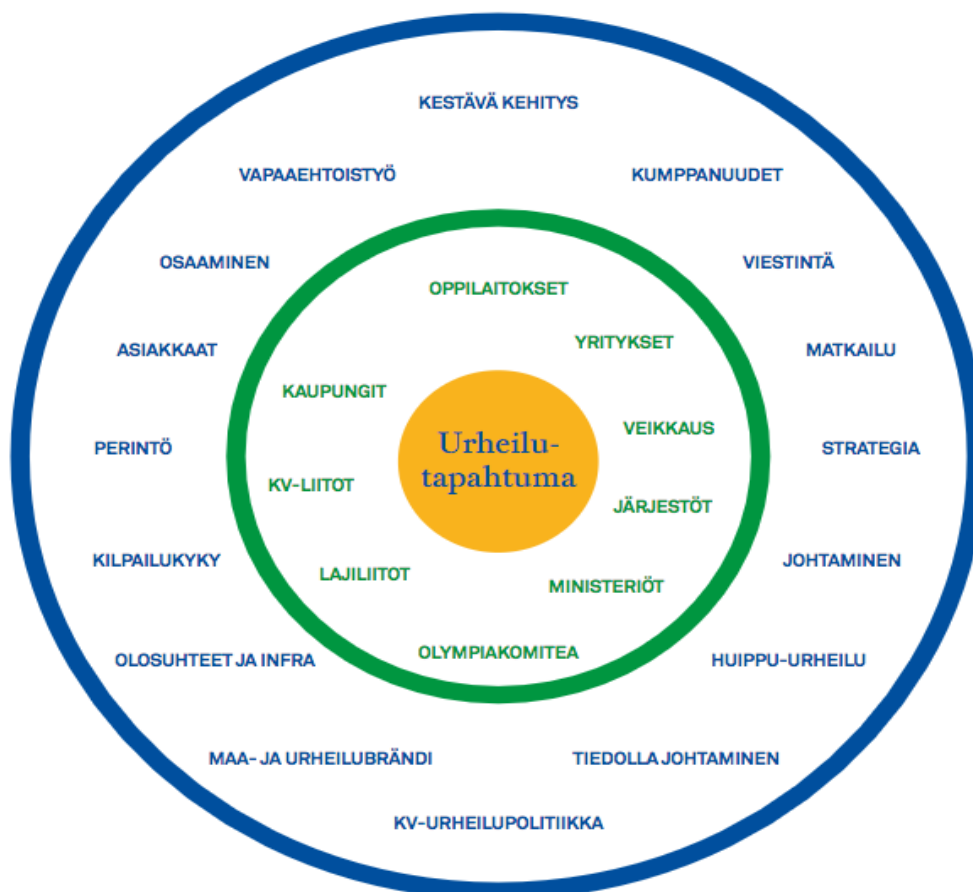 KESTÄVÄ KEHITYS
VAPAAEHTOISTYÖ
KUMPPANUUDET
OSAAMINEN
VIESTINTÄ
OPPILAITOKSET
YRITYKSET
ASIAKKAAT
MATKAILU
KAUPUNGIT
VEIKKAUS
Urheilu-
tapahtuma
PERINTÖ
STRATEGIA
KV-LIITOT
JÄRJESTÖT
KILPAILUKYKY
JOHTAMINEN
LAJILIITOT
MINISTERIÖT
OLYMPIAKOMITEA
OLOSUHTEET JA INFRA
HUIPPU-URHEILU
MAA- JA URHEILUBRÄNDI
TIEDOLLA JOHTAMINEN
KV-URHEILUPOLITIIKKA